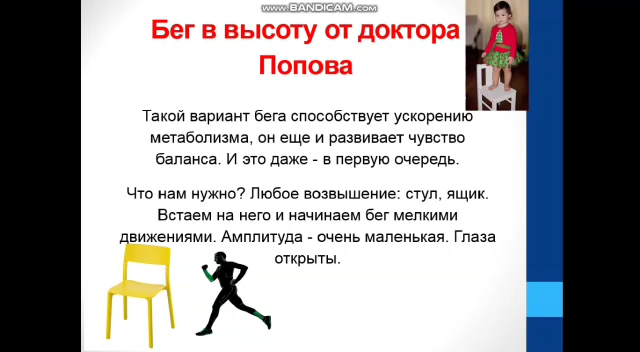 www.BANDICAM.com
Бег в высоту от доктора
Попова
Такой вариант бега способствует ускорению
метаболизма, он еще и развивает чувство
баланса. И это даже - в первую очередь.
Что нам нужно? Любое возвышение: стул, ящик.
Встаем на него и начинаем бег мелкими
движениями. Амплитуда - очень маленькая. Глаза
открыты.